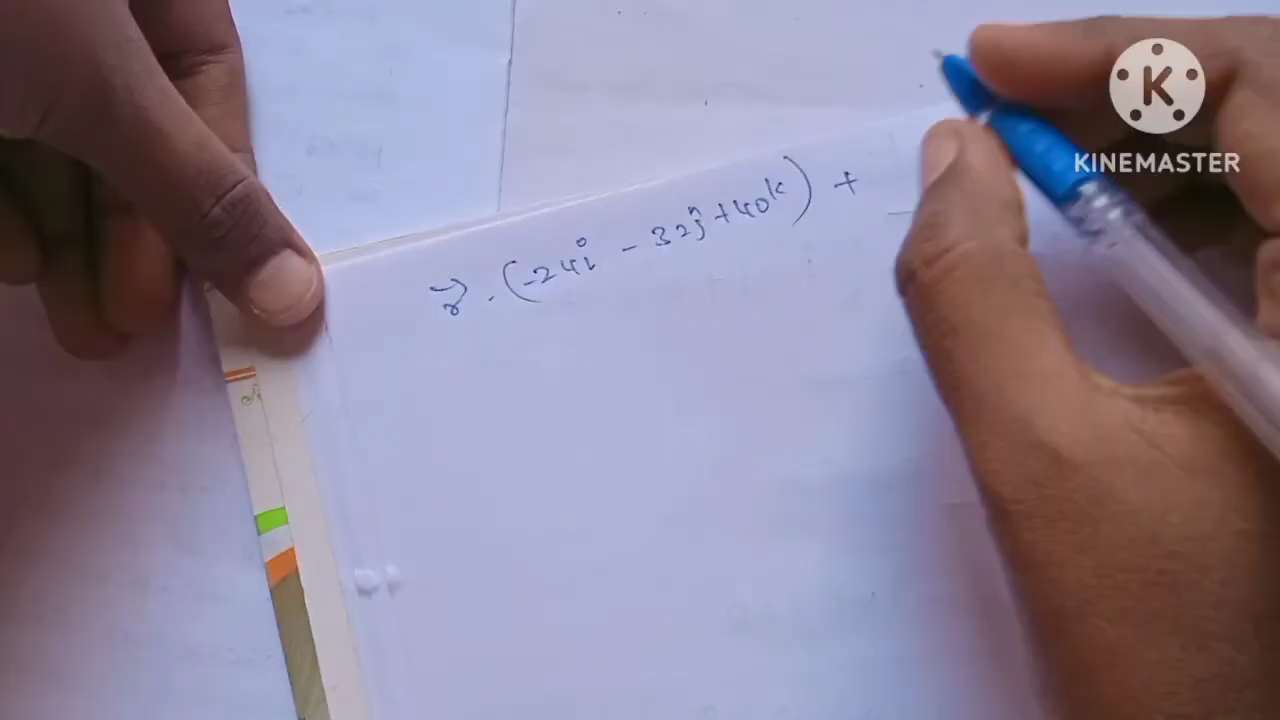 r⃗ . (-24i - 32j + 40k) +
K
KINEMASTER